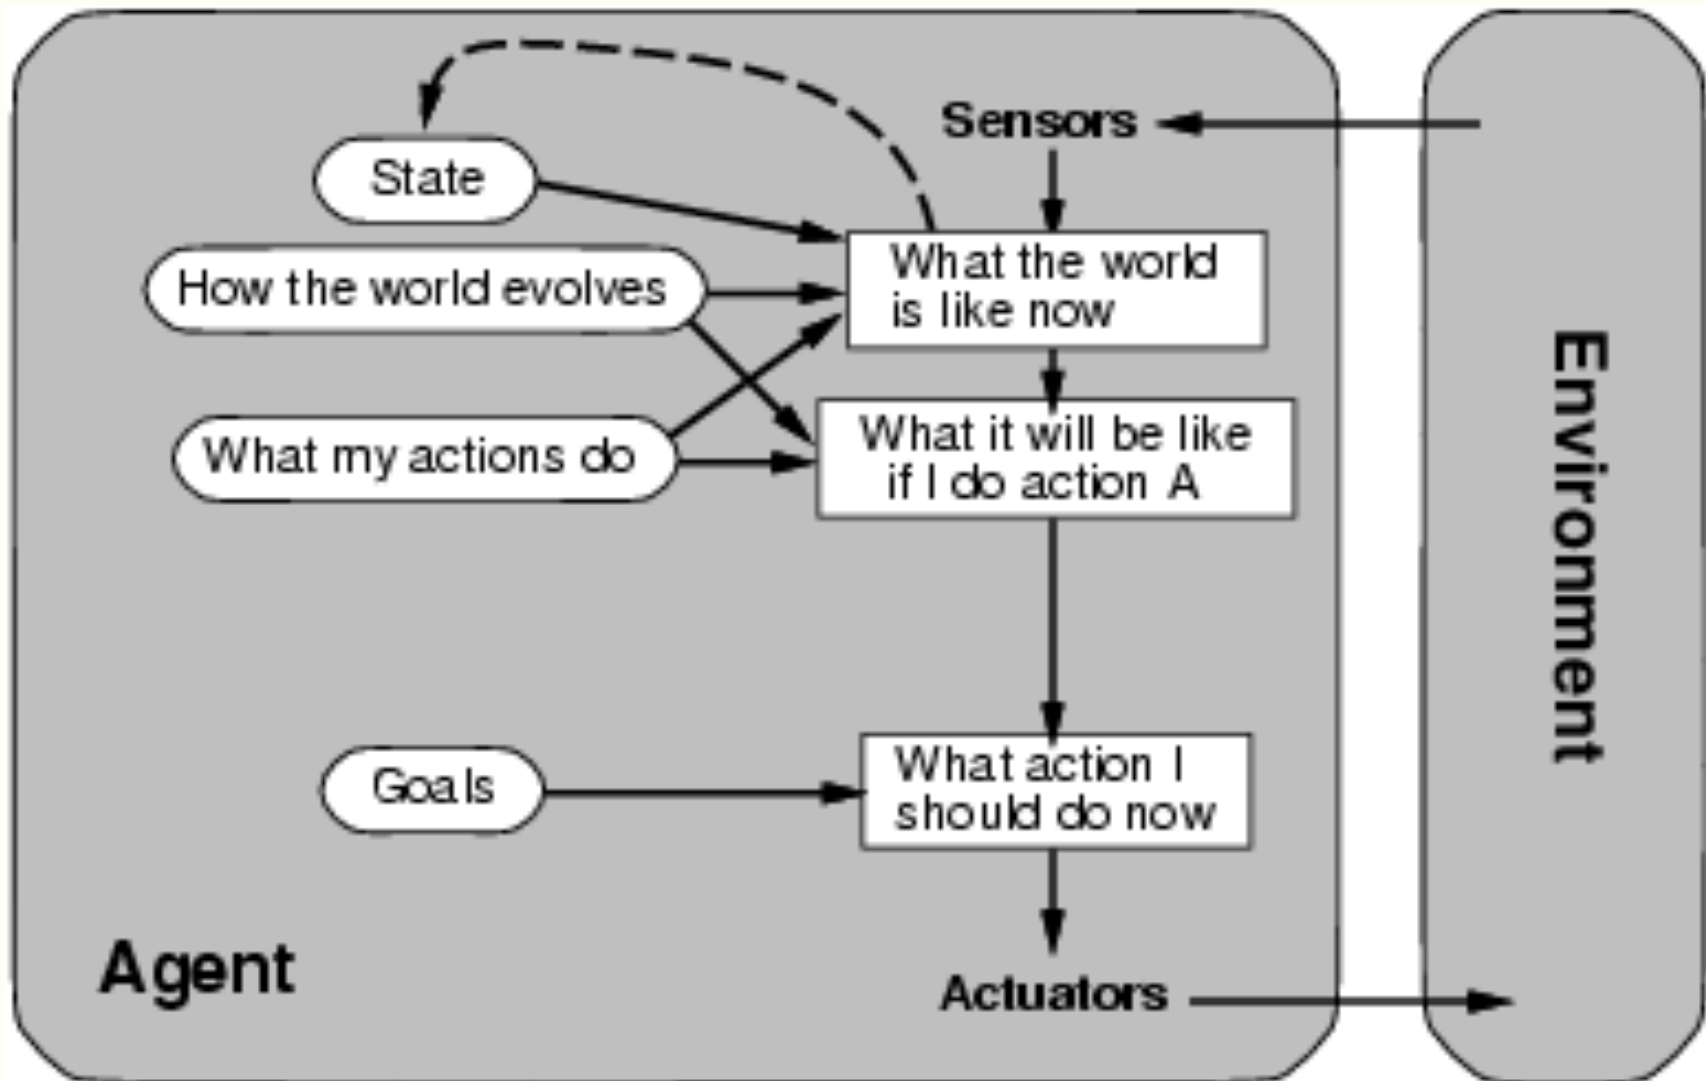 Sensors
State
What the world
is like now
How the world evolves
What it will be like
if I do action A
What my actions do
What action I
should do now
Goals
Agent
Actuators
Environment